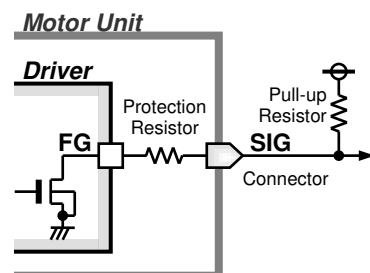 Motor Unit
Driver
Protection
Resistor
Pull-up
Resistor
FG
SIG
Connector